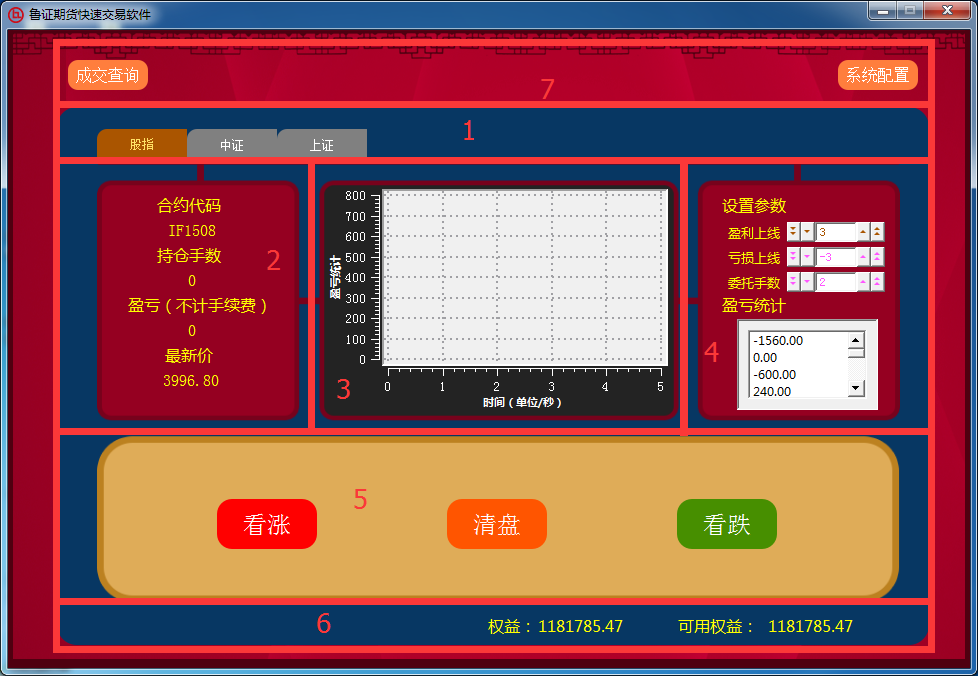 鲁证期货快速交易软件
成交查询
系统配置
7
1
股指
中证
上证
合约代码
IF1508
持仓手数
0
盈亏（不计手续费）
0
最新价
3996.80
2
盈亏统计
800
700
600
500
400
300
200
100
0
0 1 2 3 4 5
时间（单位/秒）
3
设置参数
盈利上线 3
亏损上线 -3
委托手数 2
盈亏统计
-1560.00
0.00
-600.00
240.00
4
5
看涨
清盘
看跌
6
权益：1181785.47
可用权益： 1181785.47